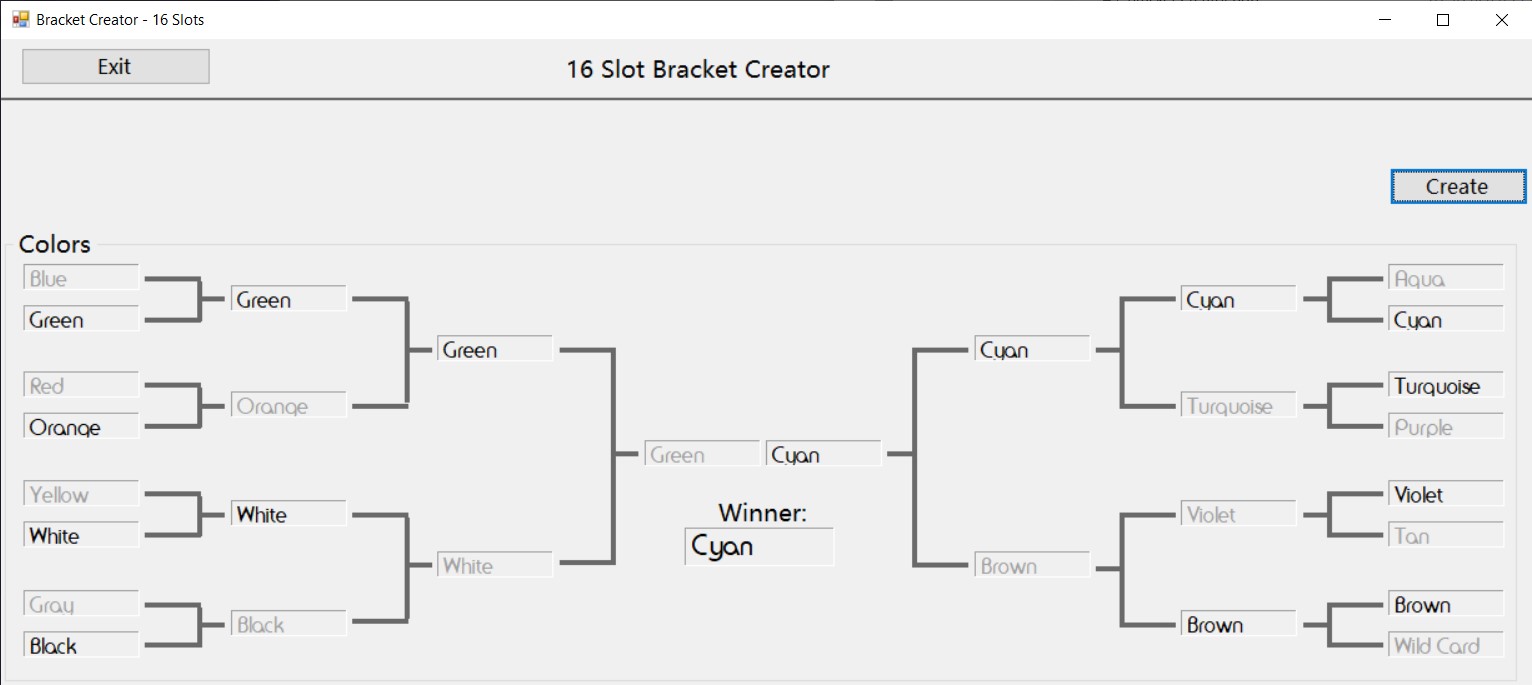 Bracket Creator - 16 Slots
Exit
16 Slot Bracket Creator
Create
Colors
Blue
Green
Red
Orange
Yellow
White
Gray
Black
Green
Orange
White
Black
Green
White
Green
Cyan
Winner:
Cyan
Cyan
Brown
Cyan
Turquoise
Violet
Brown
Aqua
Cyan
Turquoise
Purple
Violet
Tan
Brown
Wild Card